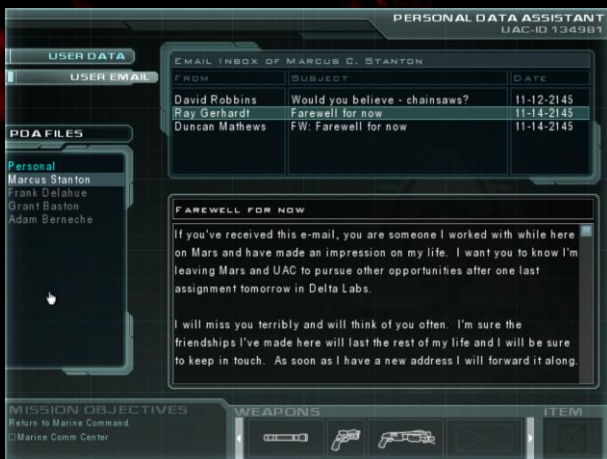 PERSONAL DATA ASSISTANT
UAC-ID 134981
USER DATA
USER EMAIL
EMAIL INBOX OF MARCUS C. STANTON
FROM SUBJECT DATE
David Robbins Would you believe - chainsaws? 11-12-2145
Ray Gerhardt Farewell for now 11-14-2145
Duncan Mathews FW: Farewell for now 11-14-2145
PDA FILES
Personal
Marcus Stanton
Frank Delahue
Grant Baston
Adam Berneche
FAREWELL FOR NOW
If you've received this e-mail, you are someone I worked with while here
on Mars and have made an impression on my life. I want you to know I'm
leaving Mars and UAC to pursue other opportunities after one last
assignment tomorrow in Delta Labs.
I will miss you terribly and will think of you often. I'm sure the
friendships I've made here will last the rest of my life and I will be sure
to keep in touch. As soon as I have a new address I will forward it along.
MISSION OBJECTIVES
Return to Marine Command.
Marine Comm Center
WEAPONS
ITEM